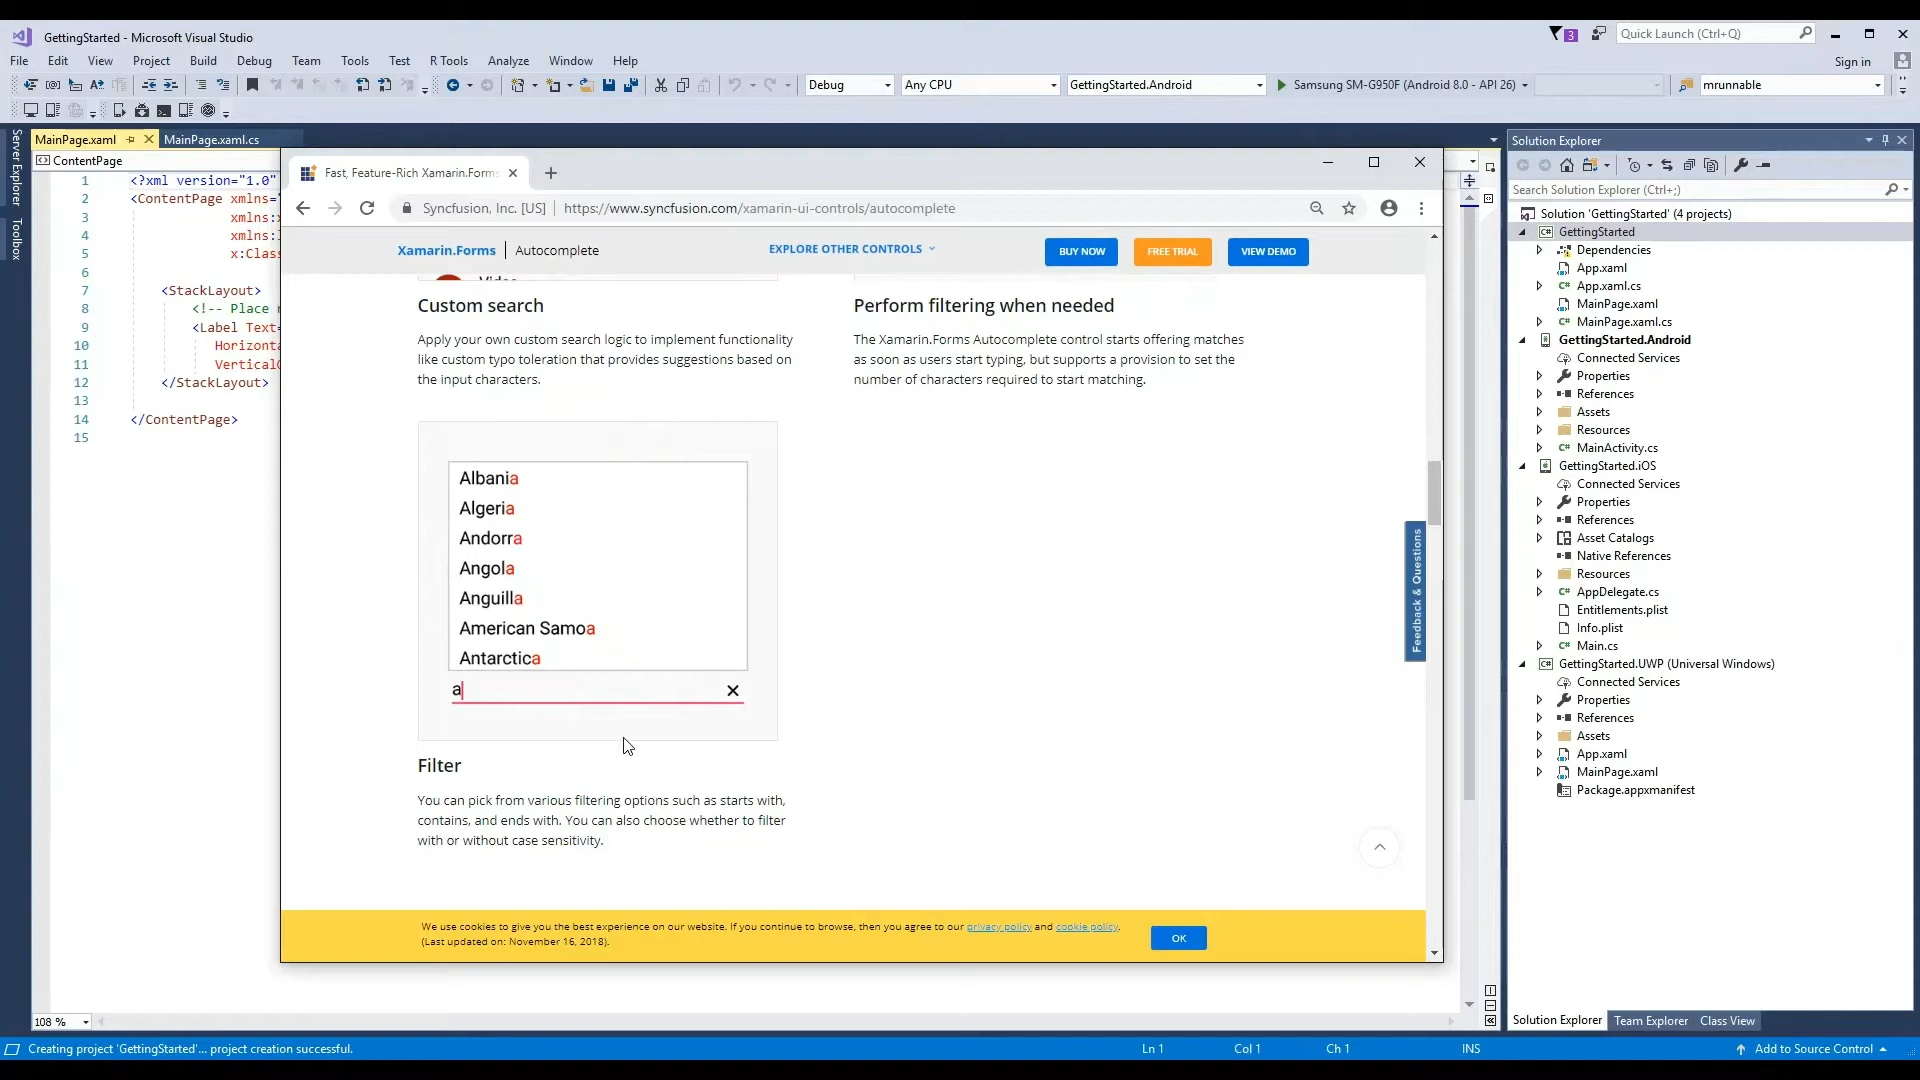 GettingStarted - Microsoft Visual Studio
3
Quick Launch (Ctrl+Q)
File Edit View Project Build Debug Team Tools Test R Tools Analyze Window Help
Sign in
Debug Any CPU GettingStarted.Android Samsung SM-G950F (Android 8.0 - API 26) mrunnable
Server Explorer
Toolbox
MainPage.xaml MainPage.xaml.cs
ContentPage
1 <?xml version="1.0"
2 <ContentPage xmlns=
3 xmlns:
4 xmlns:
5 x:Clas
6
7 <StackLayout>
8 <!-- Place
9 <Label Text=
10 Horizont
11 Vertical
12 </StackLayout>
13
14 </ContentPage>
15
108 %
Fast, Feature-Rich Xamarin.Forms
Syncfusion, Inc. [US] https://www.syncfusion.com/xamarin-ui-controls/autocomplete
Xamarin.Forms Autocomplete EXPLORE OTHER CONTROLS BUY NOW FREE TRIAL VIEW DEMO
Custom search
Apply your own custom search logic to implement functionality
like custom typo toleration that provides suggestions based on
the input characters.
Perform filtering when needed
The Xamarin.Forms Autocomplete control starts offering matches
as soon as users start typing, but supports a provision to set the
number of characters required to start matching.
Albania
Algeria
Andorra
Angola
Anguilla
American Samoa
Antarctica
a
Filter
You can pick from various filtering options such as starts with,
contains, and ends with. You can also choose whether to filter
with or without case sensitivity.
Feedback & Questions
We use cookies to give you the best experience on our website. If you continue to browse, then you agree to our privacy policy and cookie policy.
(Last updated on: November 16, 2018).
OK
Solution Explorer
Search Solution Explorer (Ctrl+;)
Solution 'GettingStarted' (4 projects)
GettingStarted
Dependencies
App.xaml
App.xaml.cs
MainPage.xaml
MainPage.xaml.cs
GettingStarted.Android
Connected Services
Properties
References
Assets
Resources
MainActivity.cs
GettingStarted.iOS
Connected Services
Properties
References
Asset Catalogs
Native References
Resources
AppDelegate.cs
Entitlements.plist
Info.plist
Main.cs
GettingStarted.UWP (Universal Windows)
Connected Services
Properties
References
Assets
App.xaml
MainPage.xaml
Package.appxmanifest
Solution Explorer Team Explorer Class View
Creating project 'GettingStarted'... project creation successful.
Ln 1 Col 1 Ch 1 INS
Add to Source Control